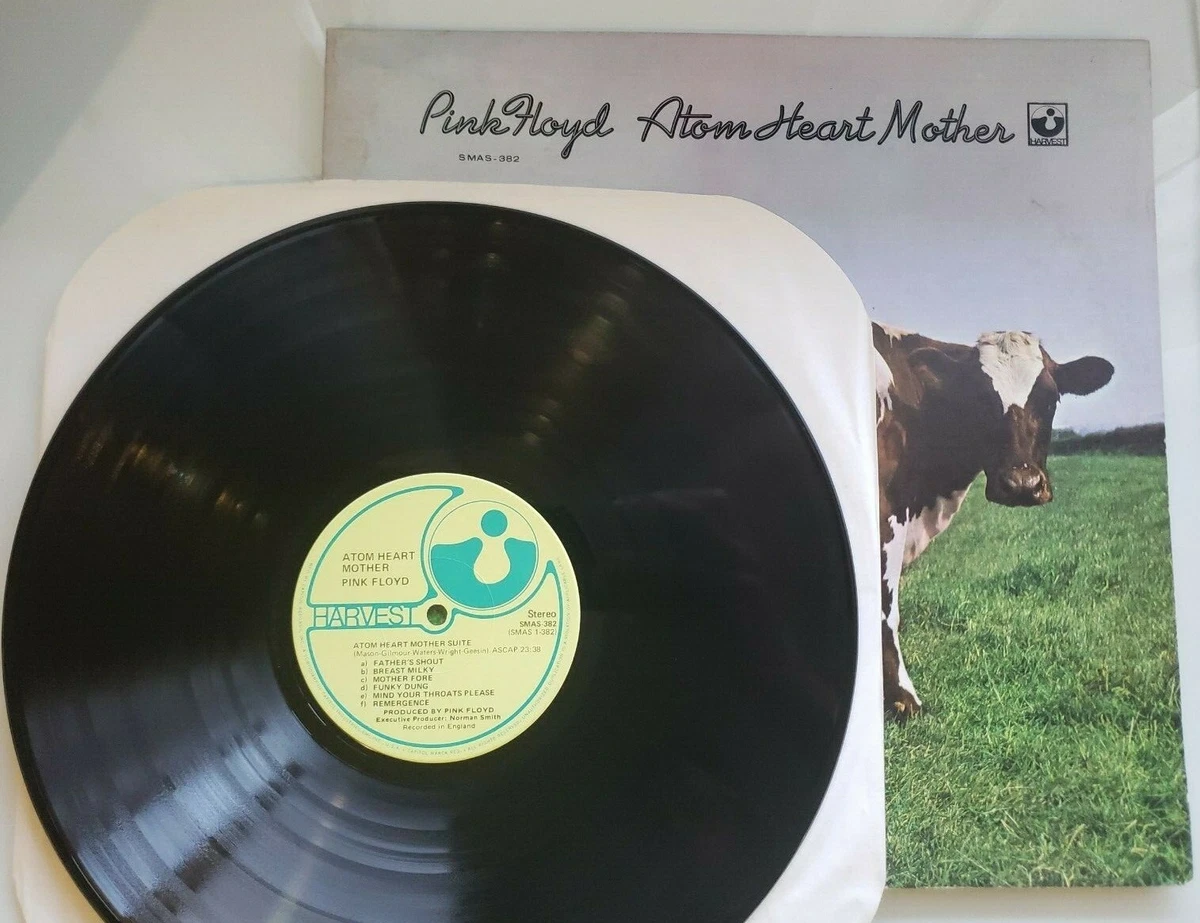 Pink Floyd Atom Heart Mother
HARVEST
SMAS-382
ATOM HEART
MOTHER
PINK FLOYD
HARVEST
Stereo
SMAS-382
(SMAS 1-382)
ATOM HEART MOTHER SUITE
(Mason-Gilmour-Waters-Wright-Geesin) ASCAP 23:38
a) FATHER'S SHOUT
b) BREAST MILKY
c) MOTHER FORE
d) FUNKY DUNG
e) MIND YOUR THROATS PLEASE
f) REMERGENCE
PRODUCED BY PINK FLOYD
Executive Producer: Norman Smith
Recorded in England